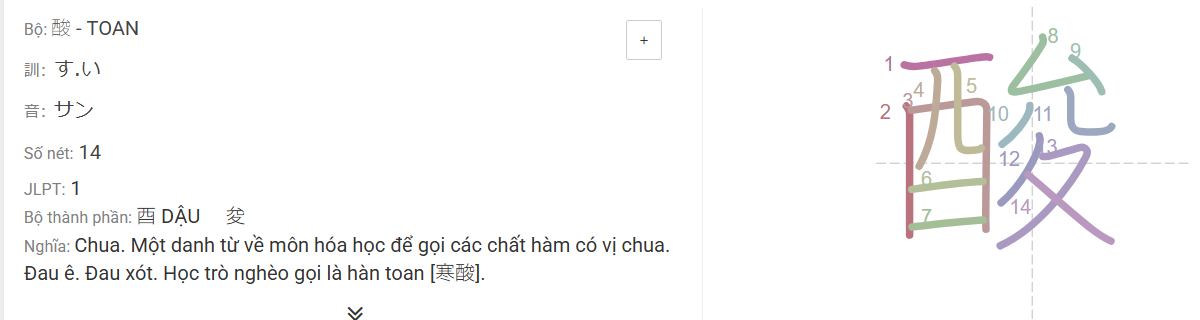 Bộ: 酸 - TOAN
+
訓: す.い
音: サン
Số nét: 14
JLPT: 1
Bộ thành phần: 酉 DẬU 夋
Nghĩa: Chua. Một danh từ về môn hóa học để gọi các chất hàm có vị chua.
Đau ê. Đau xót. Học trò nghèo gọi là hàn toan [寒酸].
酸
1
2
3
4
5
6
7
8
9
10
11
12
13
14